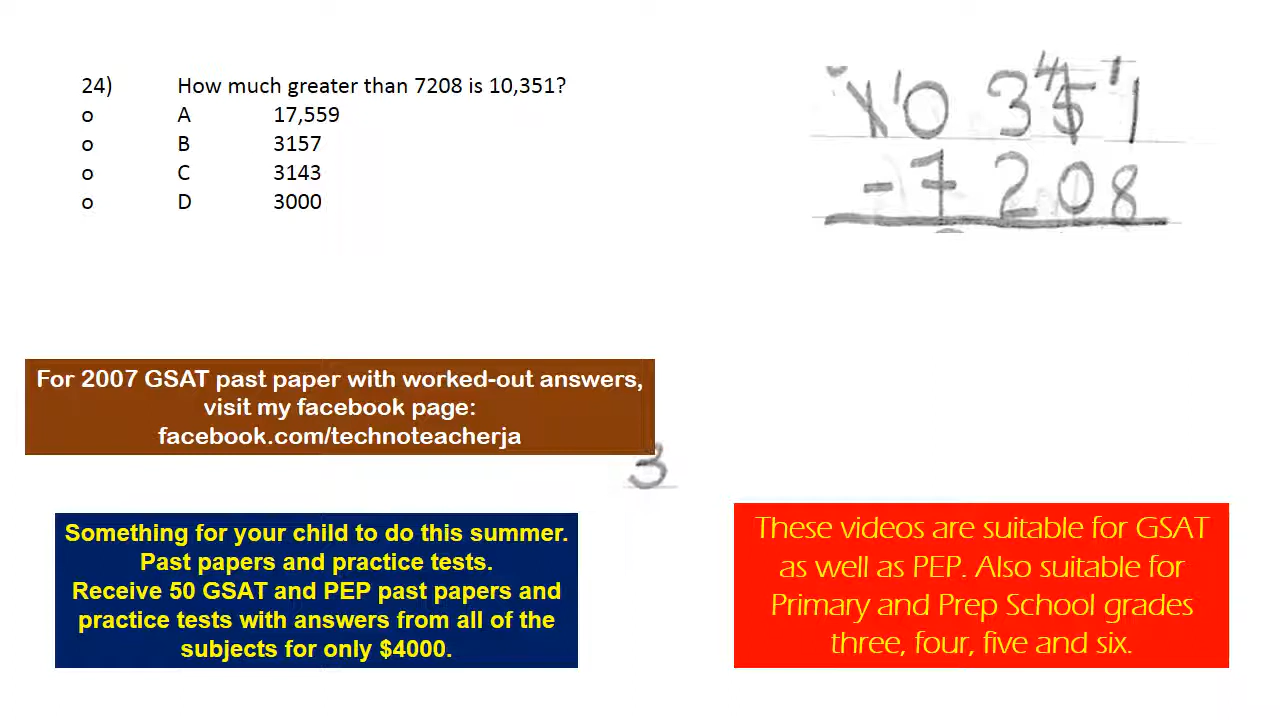 24) How much greater than 7208 is 10,351?
o A 17,559
o B 3157
o C 3143
o D 3000
4 1
1 10 3 5 1
- 7 2 0 8
For 2007 GSAT past paper with worked-out answers,
visit my facebook page:
facebook.com/technoteacherja
3
Something for your child to do this summer.
Past papers and practice tests.
Receive 50 GSAT and PEP past papers and
practice tests with answers from all of the
subjects for only $4000.
These videos are suitable for GSAT
as well as PEP. Also suitable for
Primary and Prep School grades
three, four, five and six.